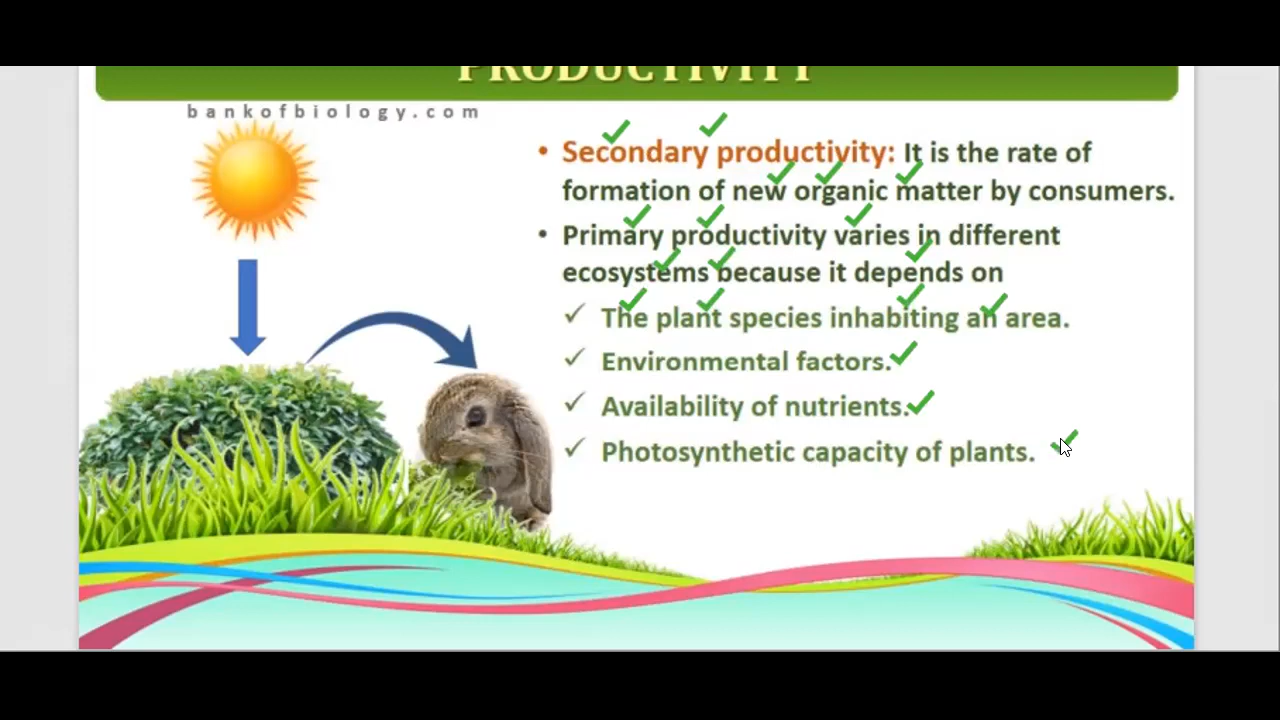 PRODUCTIVITY
bankofbiology.com
• Secondary productivity: It is the rate of
formation of new organic matter by consumers.
• Primary productivity varies in different
ecosystems because it depends on
✓ The plant species inhabiting an area.
✓ Environmental factors.
✓ Availability of nutrients.
✓ Photosynthetic capacity of plants.